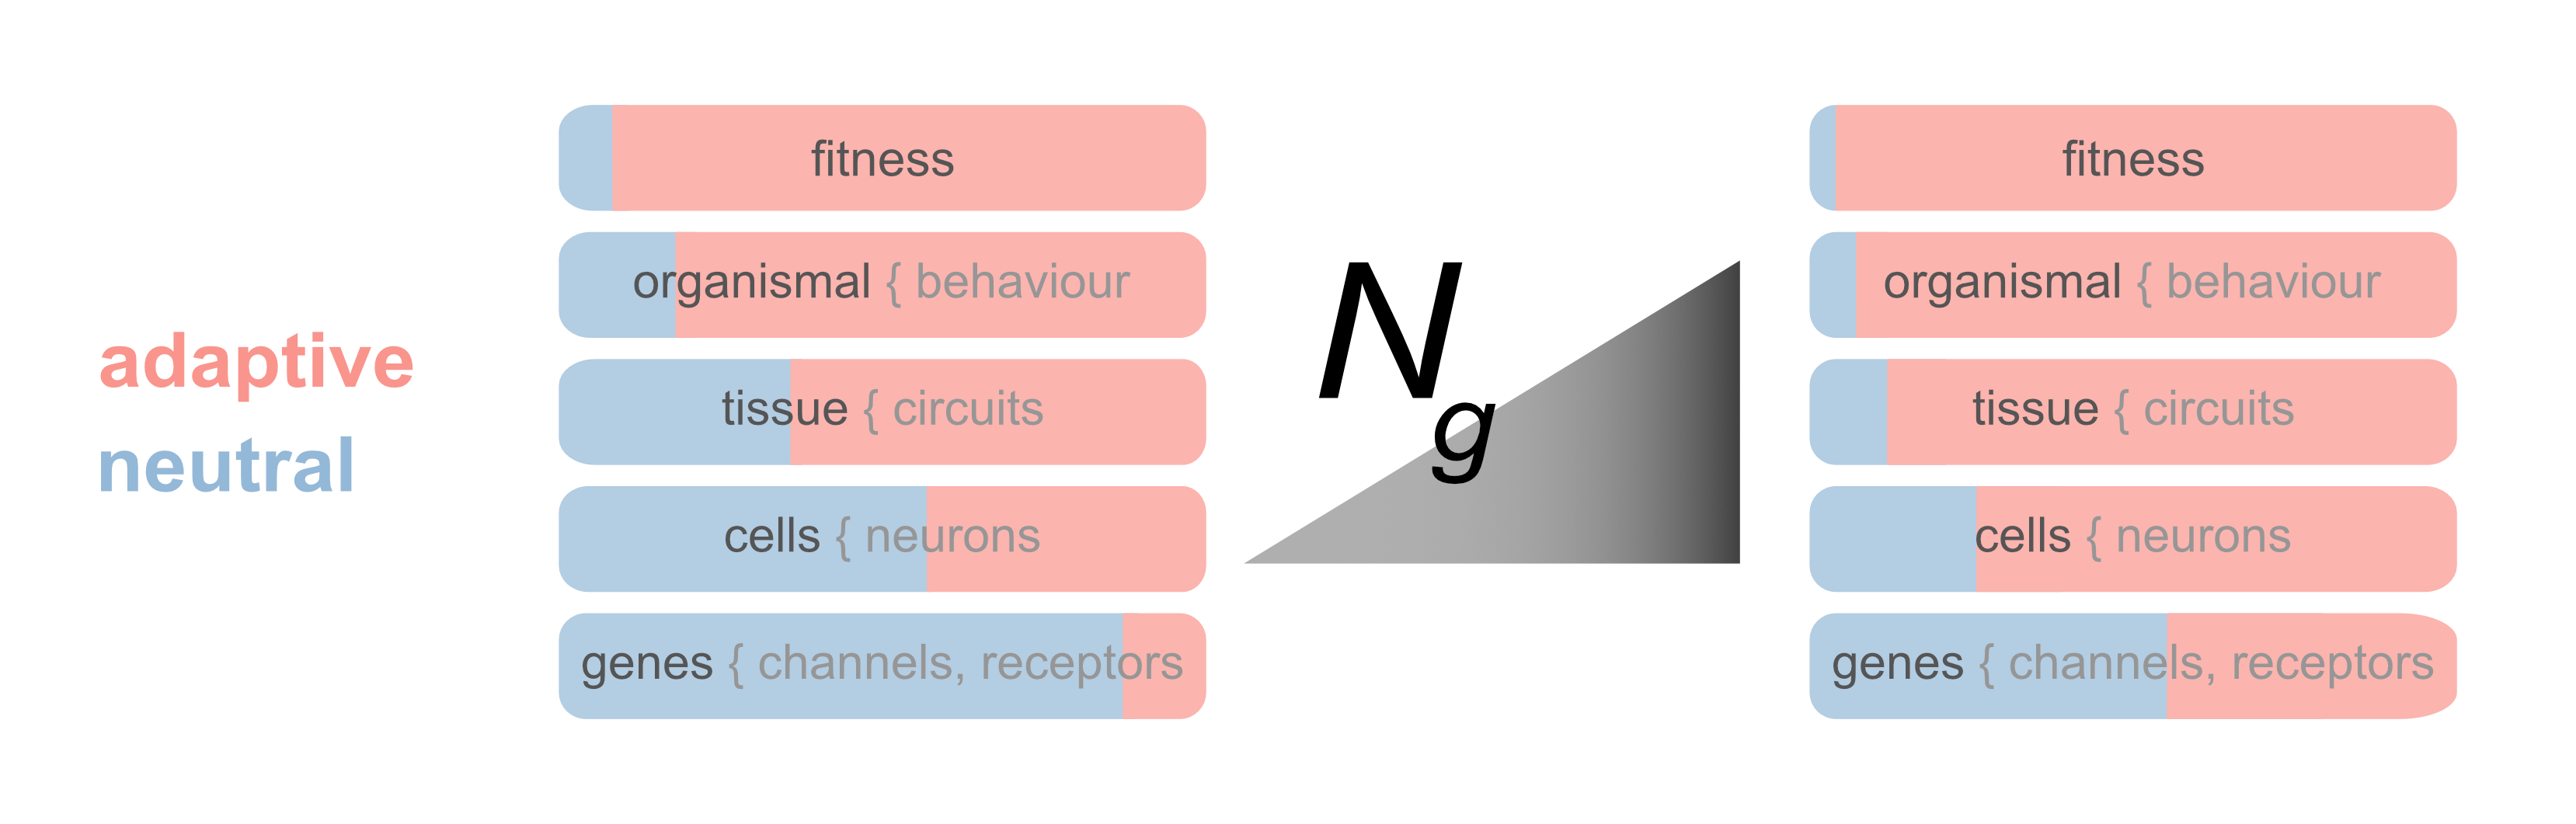 adaptive
neutral
fitness
organismal { behaviour
tissue { circuits
cells { neurons
genes { channels, receptors
Ng
fitness
organismal { behaviour
tissue { circuits
cells { neurons
genes { channels, receptors